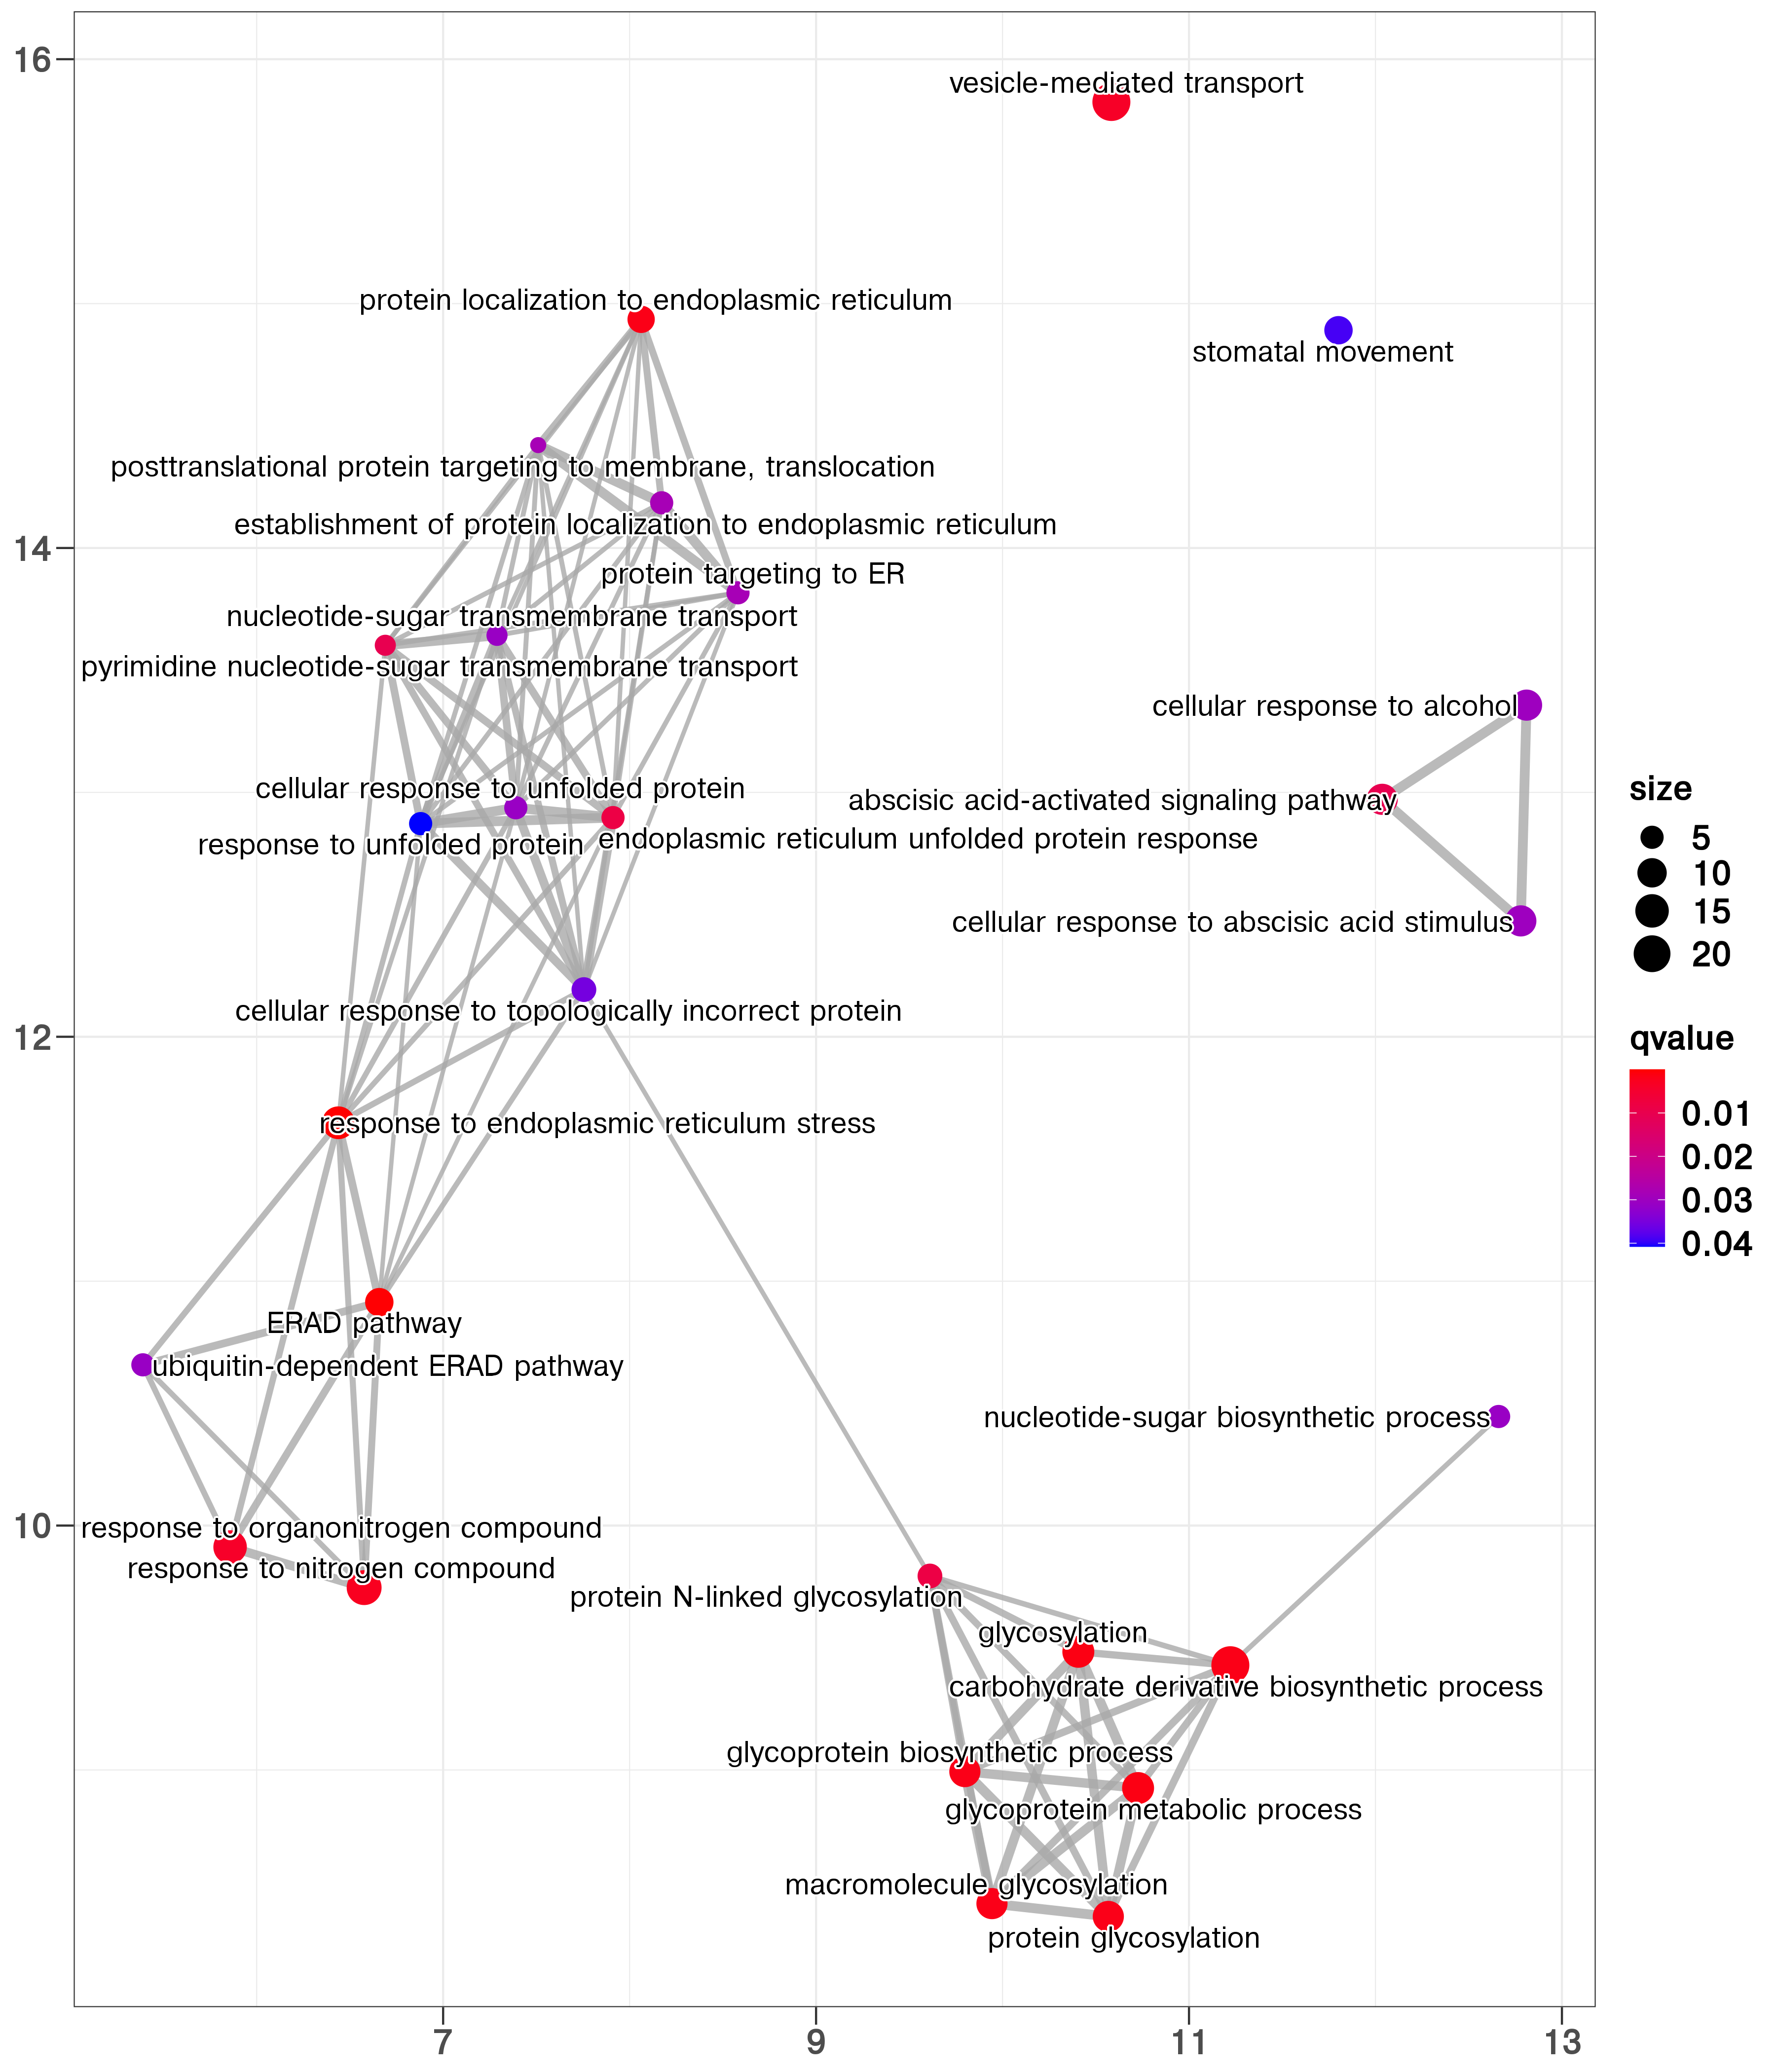 16
vesicle-mediated transport
protein localization to endoplasmic reticulum
stomatal movement
posttranslational protein targeting to membrane, translocation
establishment of protein localization to endoplasmic reticulum
14
protein targeting to ER
nucleotide-sugar transmembrane transport
pyrimidine nucleotide-sugar transmembrane transport
cellular response to alcohol
cellular response to unfolded protein
abscisic acid-activated signaling pathway
response to unfolded protein
endoplasmic reticulum unfolded protein response
cellular response to abscisic acid stimulus
cellular response to topologically incorrect protein
12
response to endoplasmic reticulum stress
ERAD pathway
ubiquitin-dependent ERAD pathway
nucleotide-sugar biosynthetic process
10
response to organonitrogen compound
response to nitrogen compound
protein N-linked glycosylation
glycosylation
carbohydrate derivative biosynthetic process
glycoprotein biosynthetic process
glycoprotein metabolic process
macromolecule glycosylation
protein glycosylation
7
9
11
13
size
5
10
15
20
qvalue
0.01
0.02
0.03
0.04